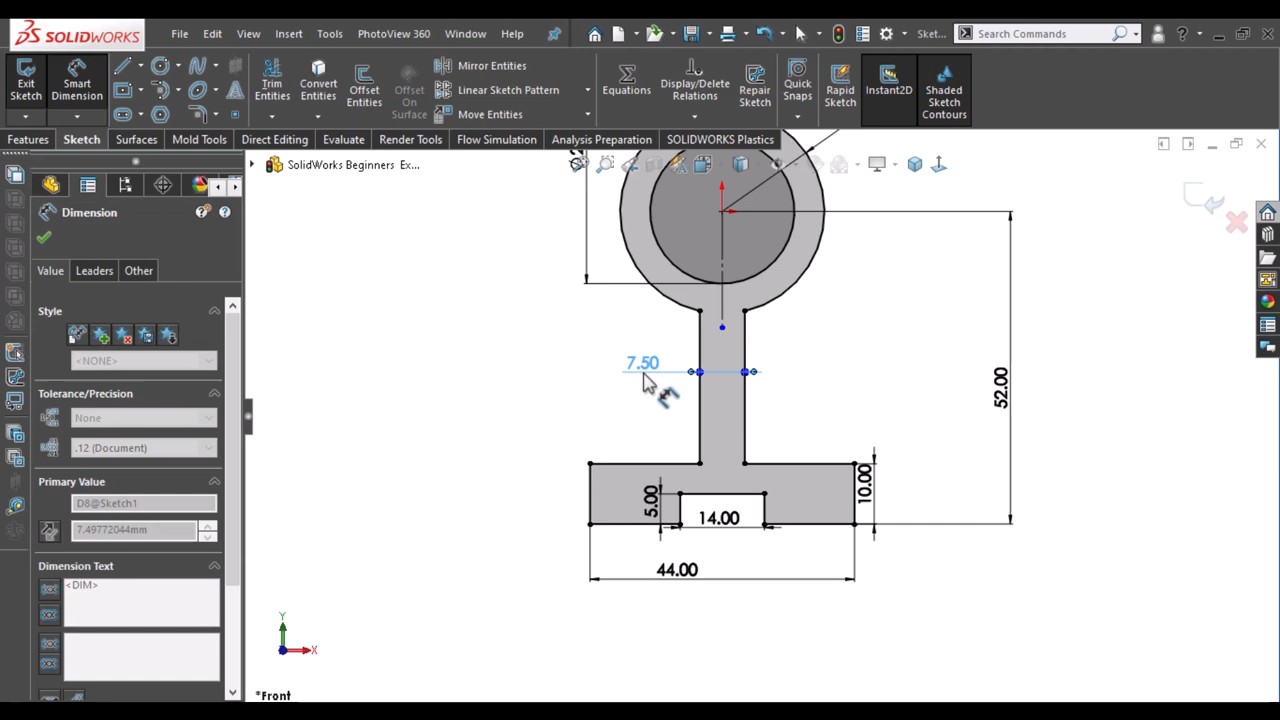 SOLIDWORKS File Edit View Insert Tools PhotoView 360 Window Help Sket... Search Commands ?
Exit Sketch Smart Dimension Trim Entities Convert Entities Offset Entities Offset On Surface Mirror Entities Linear Sketch Pattern Move Entities Equations Display/Delete Relations Repair Sketch Quick Snaps Rapid Sketch Instant2D Shaded Sketch Contours
Features Sketch Surfaces Mold Tools Direct Editing Evaluate Render Tools Flow Simulation Analysis Preparation SOLIDWORKS Plastics
SolidWorks Beginners Ex...
Dimension
Value Leaders Other
Style
<NONE>
Tolerance/Precision
None
.12 (Document)
Primary Value
D8@Sketch1
7.49772044mm
Dimension Text
<DIM>
7.50
52.00
10.00
5.00
14.00
44.00
Y
X
*Front